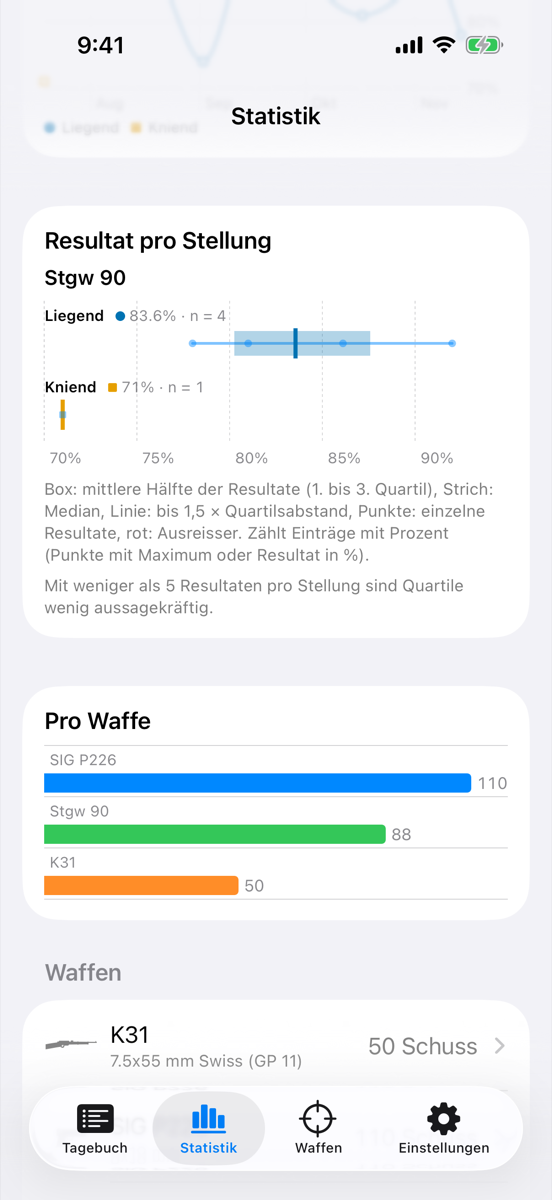 9:41
Statistik
Liegend Kniend
Resultat pro Stellung
Stgw 90
Liegend 83.6% · n = 4
Kniend 71% · n = 1
70% 75% 80% 85% 90%
Box: mittlere Hälfte der Resultate (1. bis 3. Quartil), Strich:
Median, Linie: bis 1,5 × Quartilsabstand, Punkte: einzelne
Resultate, rot: Ausreisser. Zählt Einträge mit Prozent
(Punkte mit Maximum oder Resultat in %).
Mit weniger als 5 Resultaten pro Stellung sind Quartile
wenig aussagekräftig.
Pro Waffe
SIG P226
110
Stgw 90
88
K31
50
Waffen
K31
7.5x55 mm Swiss (GP 11)
50 Schuss
Tagebuch Statistik Waffen Einstellungen